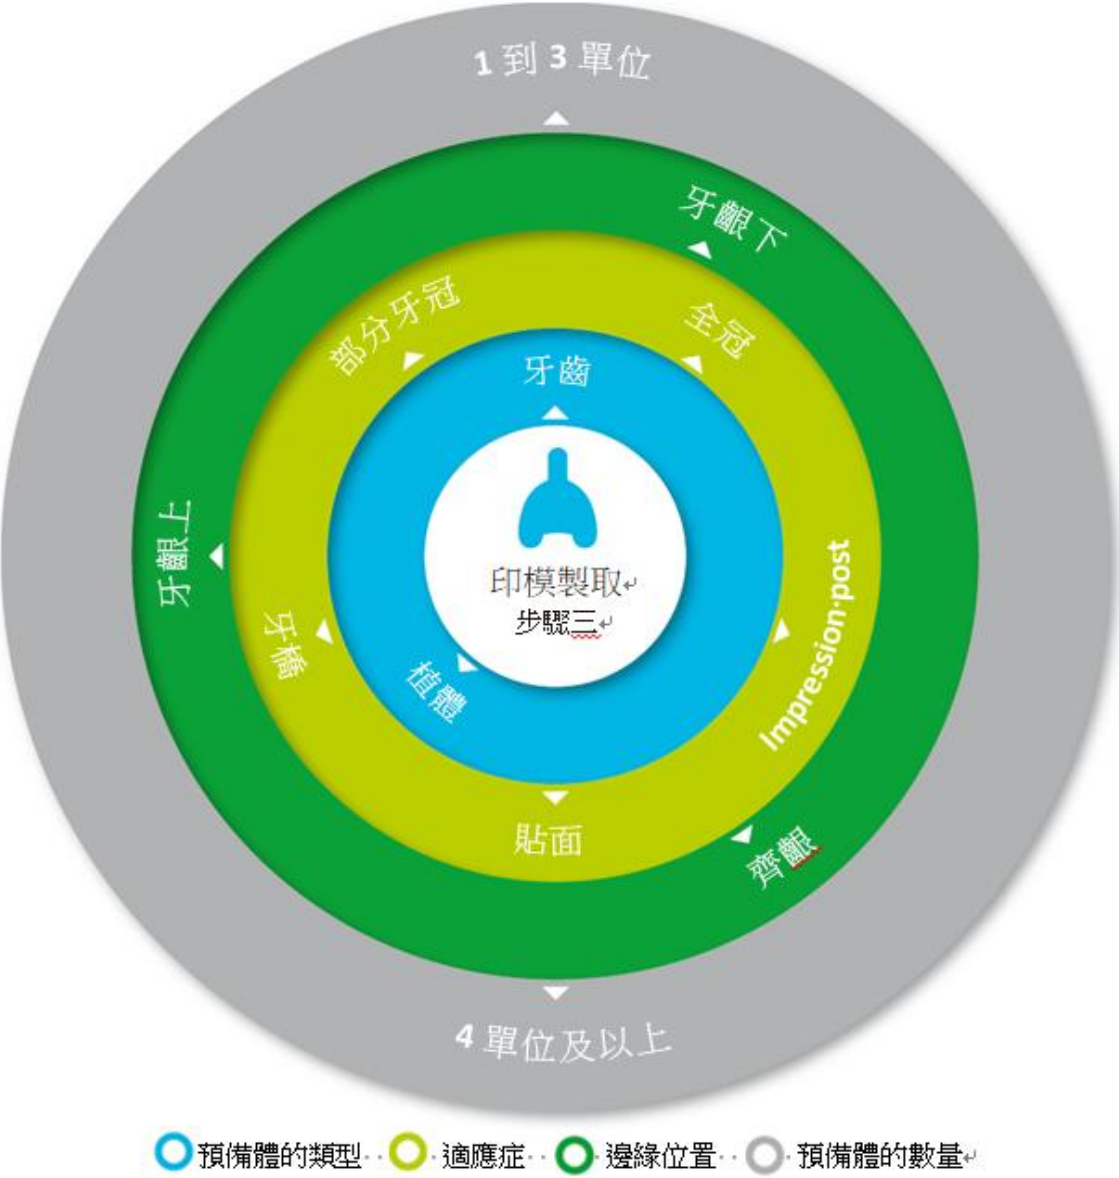 1 到 3 單位
牙齦下
部分牙冠
全冠
牙齒
印模製取
步驟三
牙齦上
Impression post
牙橋
植體
貼面
齊齦
4 單位及以上
預備體的類型 適應症 邊緣位置 預備體的數量